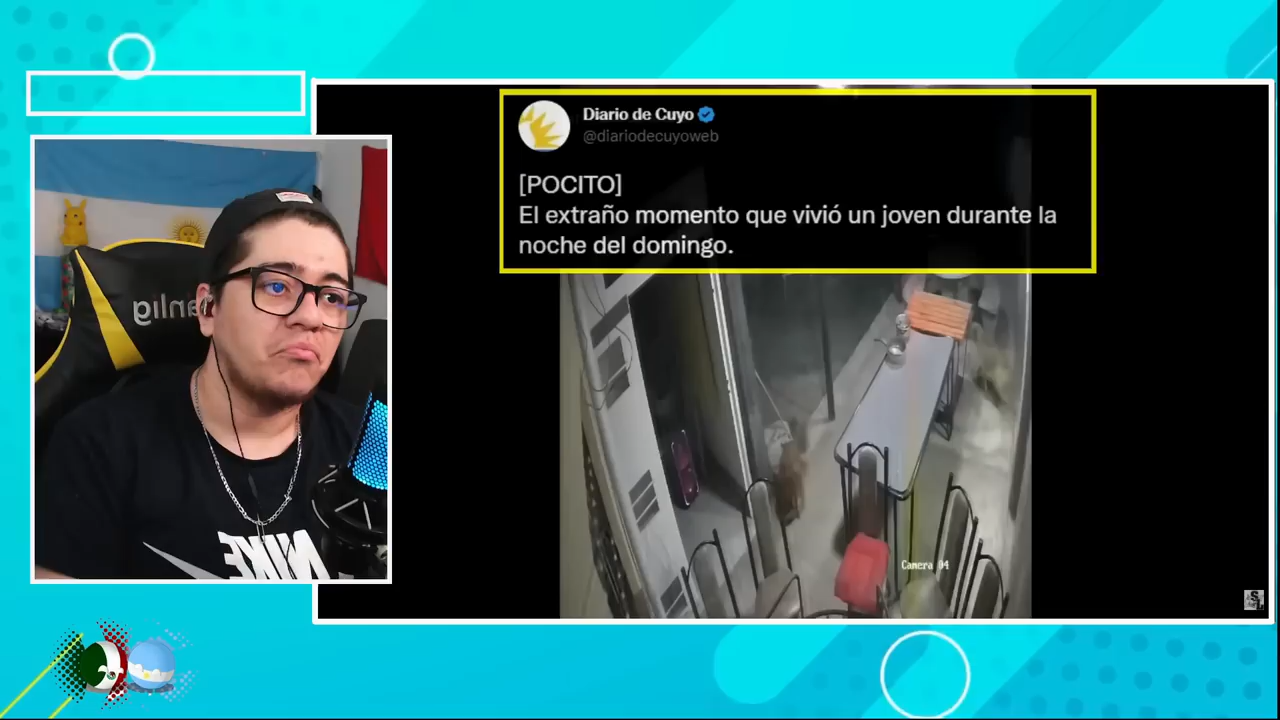 Diario de Cuyo
@diariodecuyoweb
[POCITO]
El extraño momento que vivió un joven durante la
noche del domingo.
anlig
NIKE
Camera 04